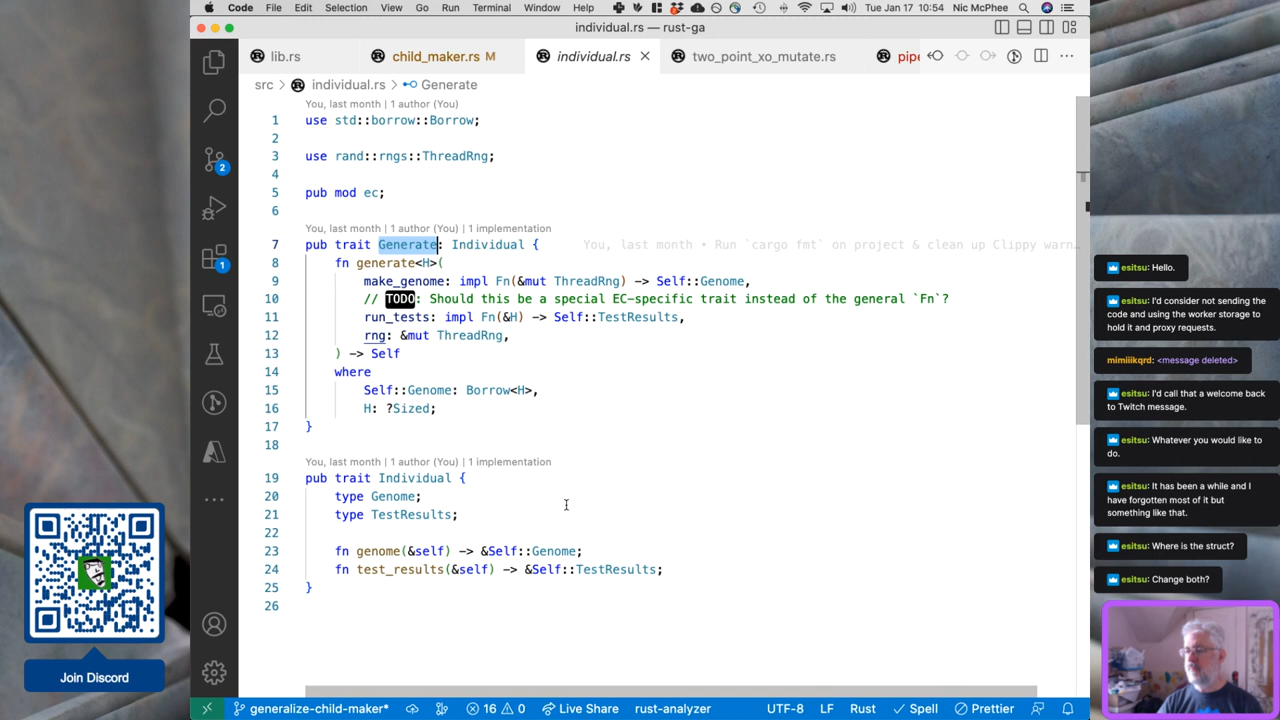 Code File Edit Selection View Go Run Terminal Window Help Tue Jan 17 10:54 Nic McPhee
individual.rs — rust-ga
lib.rs child_maker.rs M individual.rs two_point_xo_mutate.rs pipe
src > individual.rs > Generate
You, last month | 1 author (You)
1 use std::borrow::Borrow;
2
3 use rand::rngs::ThreadRng;
4
5 pub mod ec;
6
You, last month | 1 author (You) | 1 implementation
7 pub trait Generate: Individual { You, last month • Run `cargo fmt` on project & clean up Clippy warn…
8 fn generate<H>(
9 make_genome: impl Fn(&mut ThreadRng) -> Self::Genome,
10 // TODO: Should this be a special EC-specific trait instead of the general `Fn`?
11 run_tests: impl Fn(&H) -> Self::TestResults,
12 rng: &mut ThreadRng,
13 ) -> Self
14 where
15 Self::Genome: Borrow<H>,
16 H: ?Sized;
17 }
18
You, last month | 1 author (You) | 1 implementation
19 pub trait Individual {
20 type Genome;
21 type TestResults;
22
23 fn genome(&self) -> &Self::Genome;
24 fn test_results(&self) -> &Self::TestResults;
25 }
26
2
1
generalize-child-maker* 16 0 Live Share rust-analyzer UTF-8 LF Rust Spell Prettier
Join Discord
esitsu: Hello.
esitsu: I'd consider not sending the
code and using the worker storage to
hold it and proxy requests.
mimiiikqrd: <message deleted>
esitsu: I'd call that a welcome back
to Twitch message.
esitsu: Whatever you would like to
do.
esitsu: It has been a while and I
have forgotten most of it but
something like that.
esitsu: Where is the struct?
esitsu: Change both?